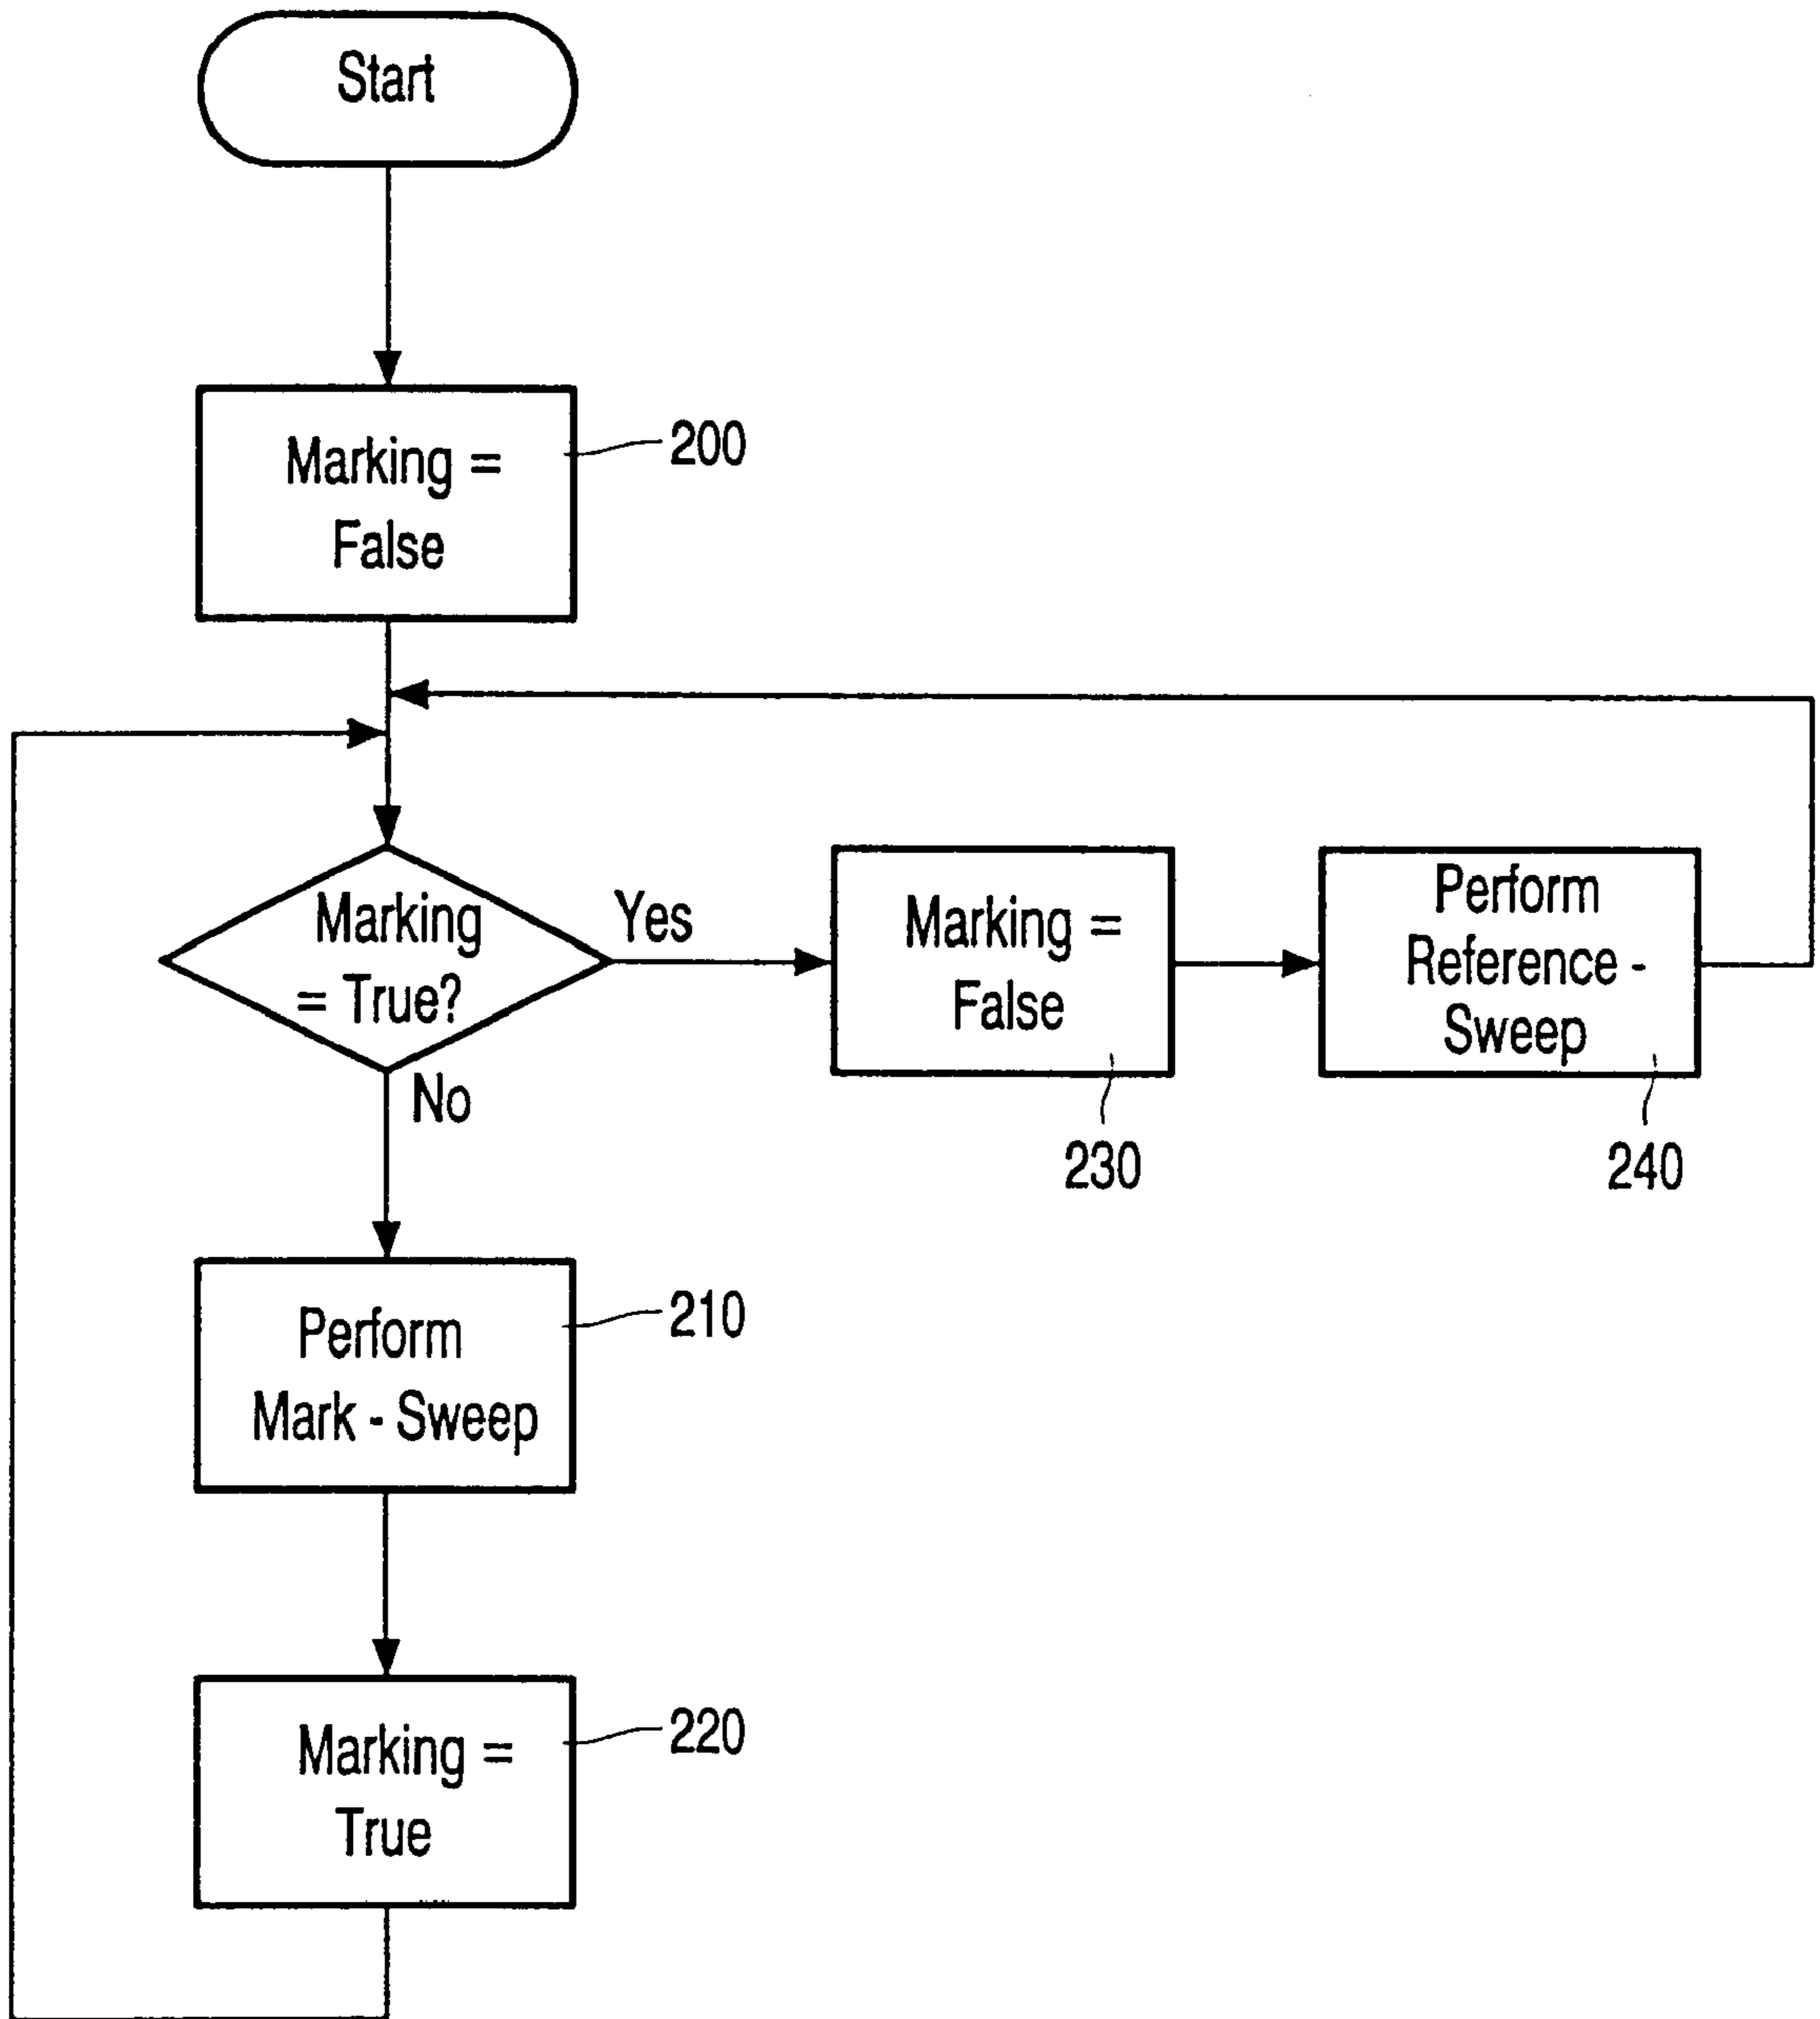 Start
Marking =
False
200
Marking
= True?
Yes
No
Marking =
False
230
Perform
Reference -
Sweep
240
Perform
Mark - Sweep
210
Marking =
True
220